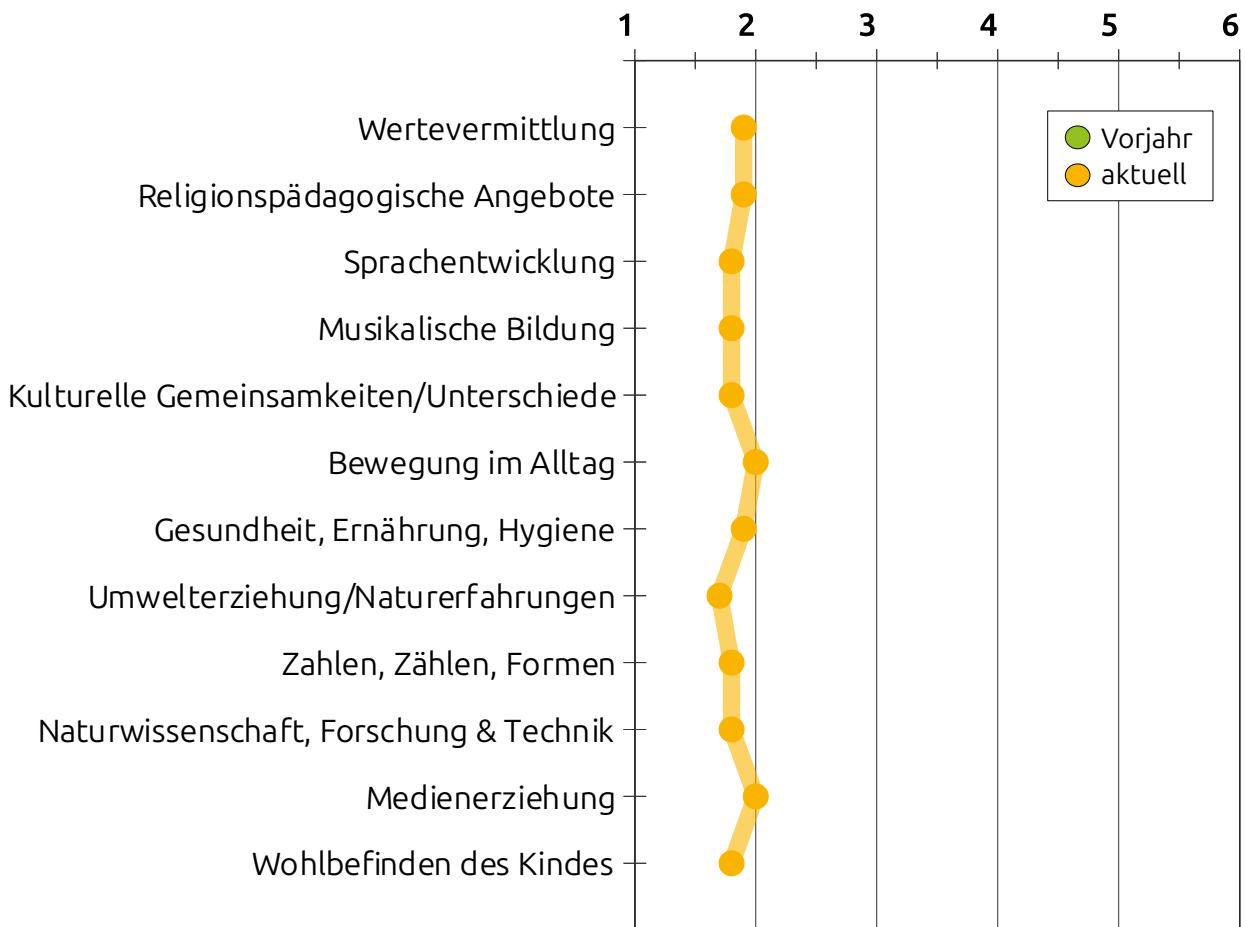 1 2 3 4 5 6
Wertevermittlung
Vorjahr
aktuell
Religionspädagogische Angebote
Sprachentwicklung
Musikalische Bildung
Kulturelle Gemeinsamkeiten/Unterschiede
Bewegung im Alltag
Gesundheit, Ernährung, Hygiene
Umwelterziehung/Naturerfahrungen
Zahlen, Zählen, Formen
Naturwissenschaft, Forschung & Technik
Medienerziehung
Wohlbefinden des Kindes